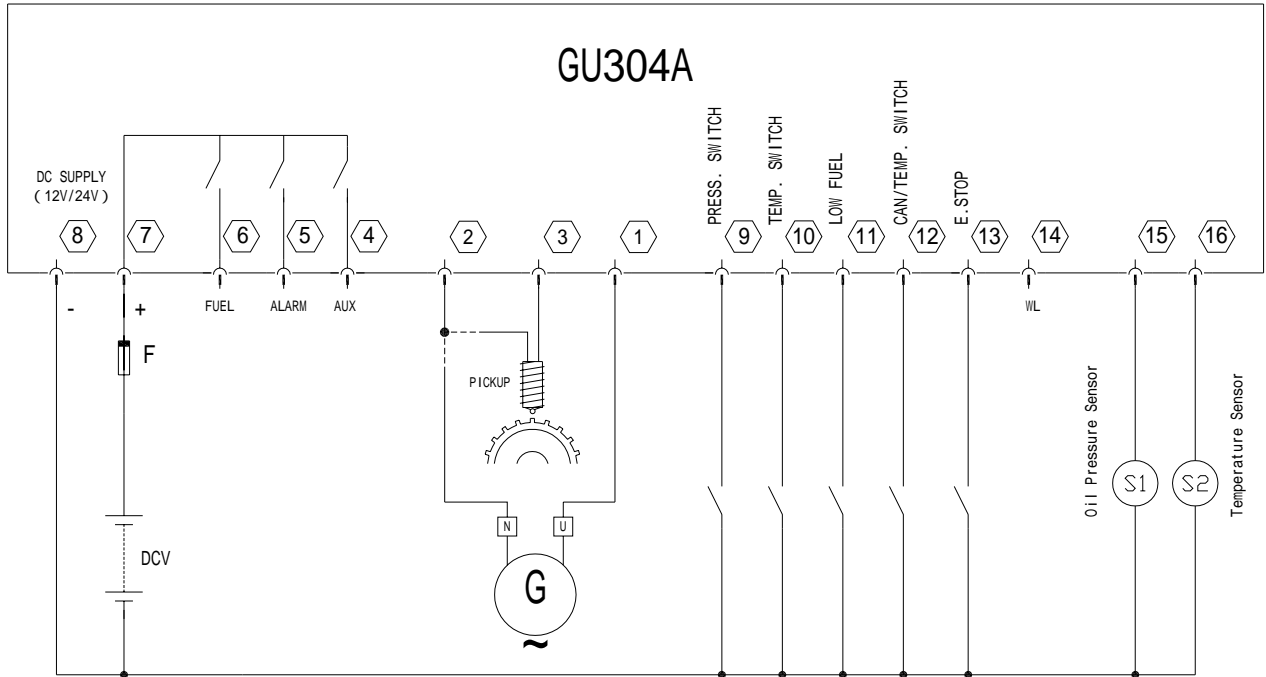 GU304A
DC SUPPLY
(12V/24V)
PRESS. SWITCH
TEMP. SWITCH
LOW FUEL
CAN/TEMP. SWITCH
E.STOP
8
7
6
5
4
2
3
1
9
10
11
12
13
14
15
16
-
+
FUEL
ALARM
AUX
WL
F
PICKUP
Oil Pressure Sensor
S1
S2
Temperature Sensor
N
U
DCV
G
~